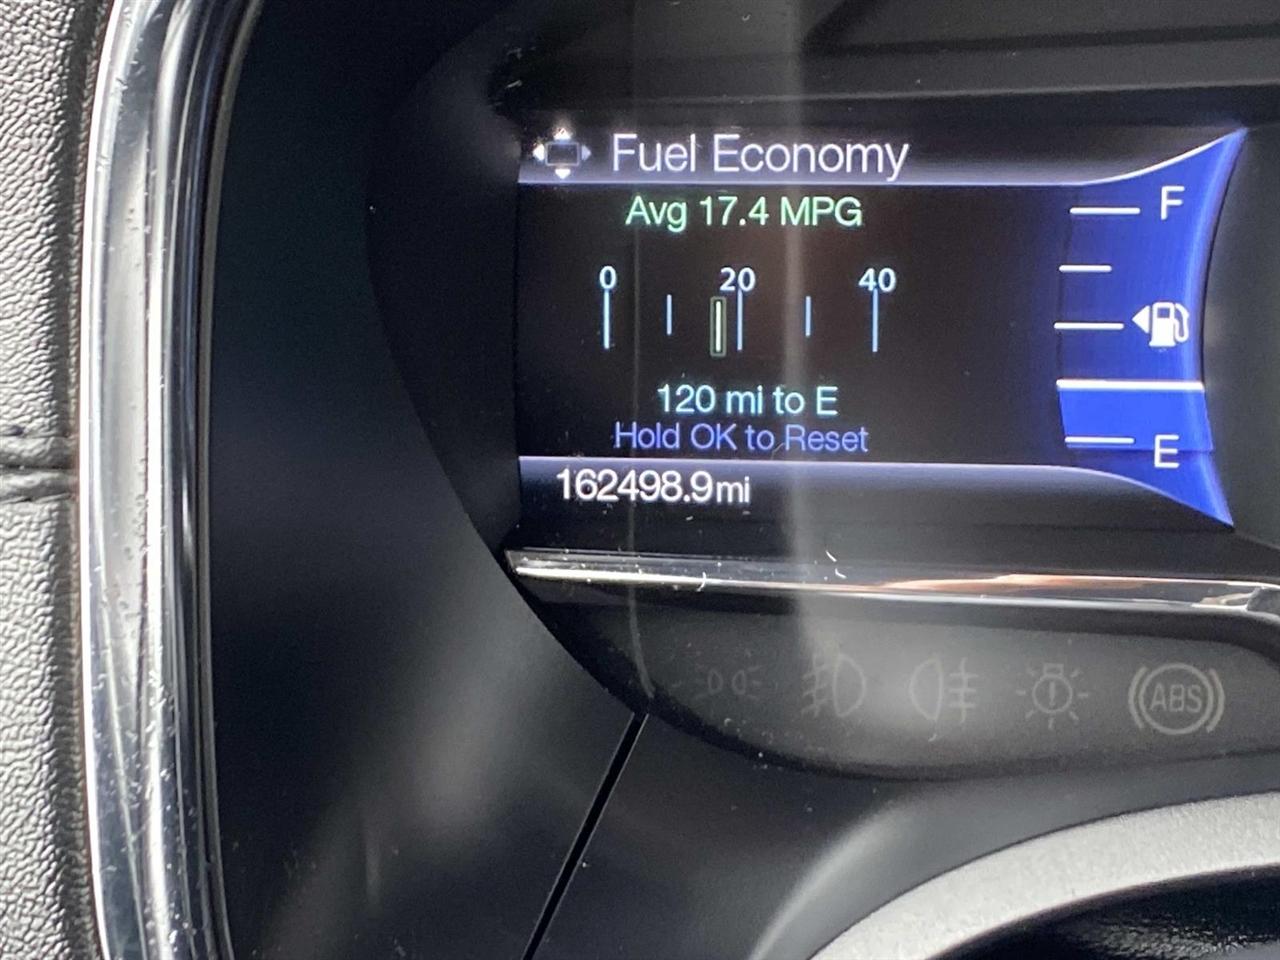 Fuel Economy
Avg 17.4 MPG
F
0 20 40
120 mi to E
Hold OK to Reset
E
162498.9mi
ABS